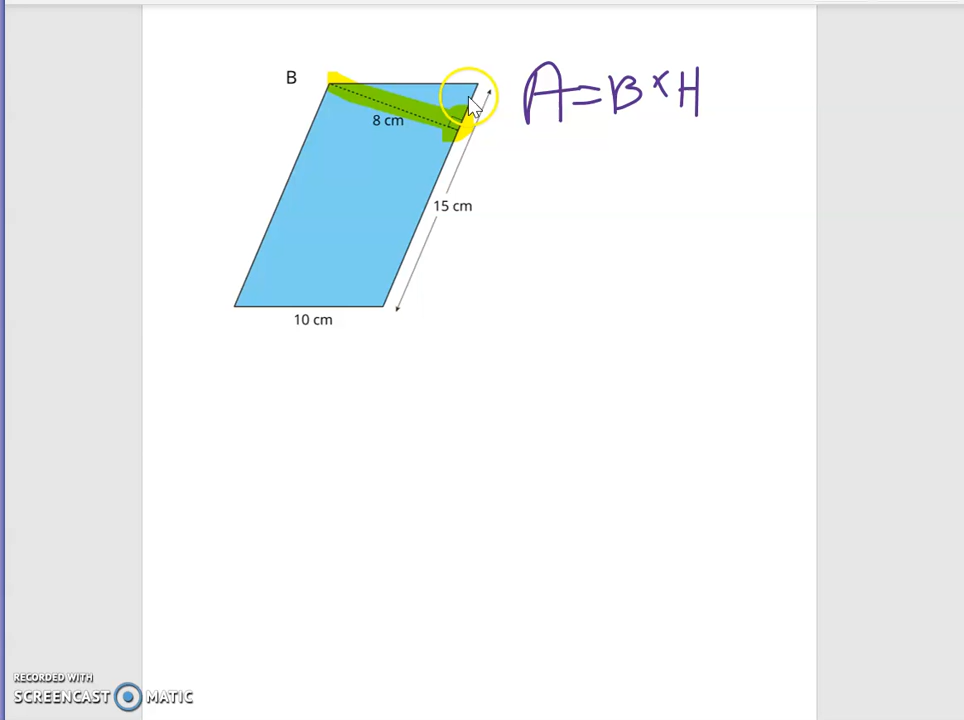 B
A=B×H
8 cm
15 cm
10 cm
RECORDED WITH
SCREENCAST MATIC